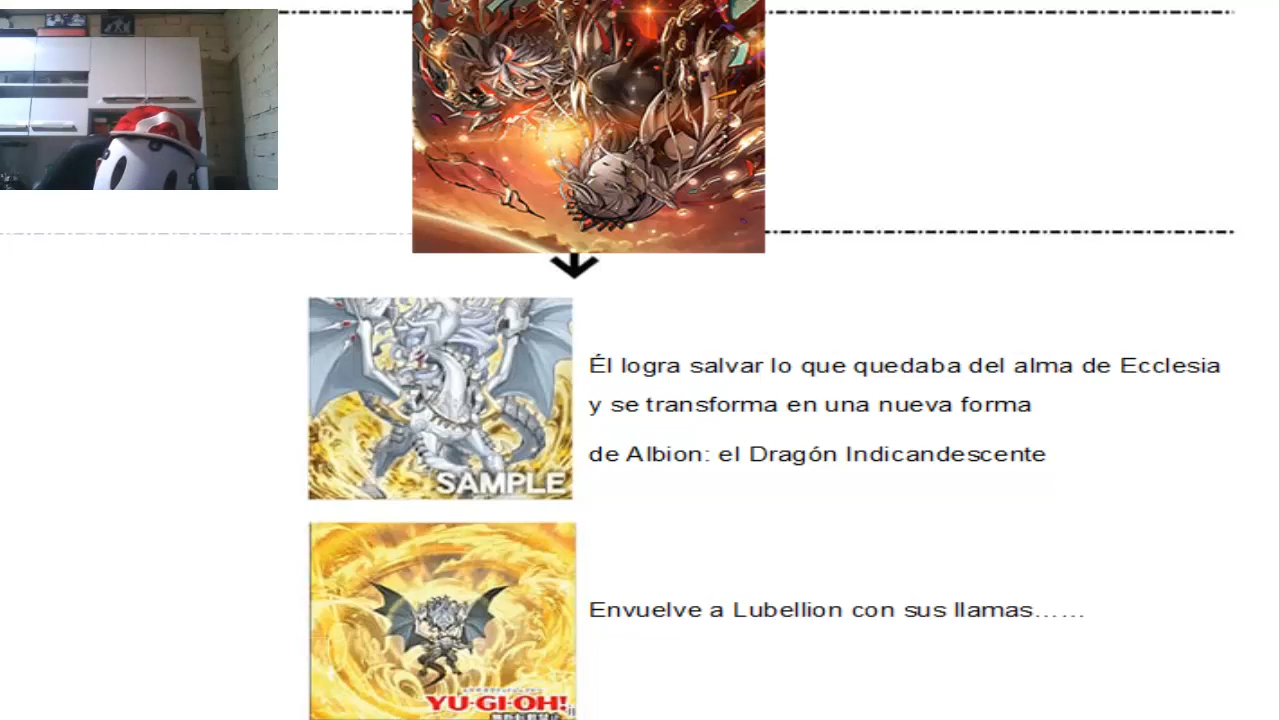 Él logra salvar lo que quedaba del alma de Ecclesia
y se transforma en una nueva forma
de Albion: el Dragón Indicandescente
SAMPLE
Envuelve a Lubellion con sus llamas……
YU-GI-OH!